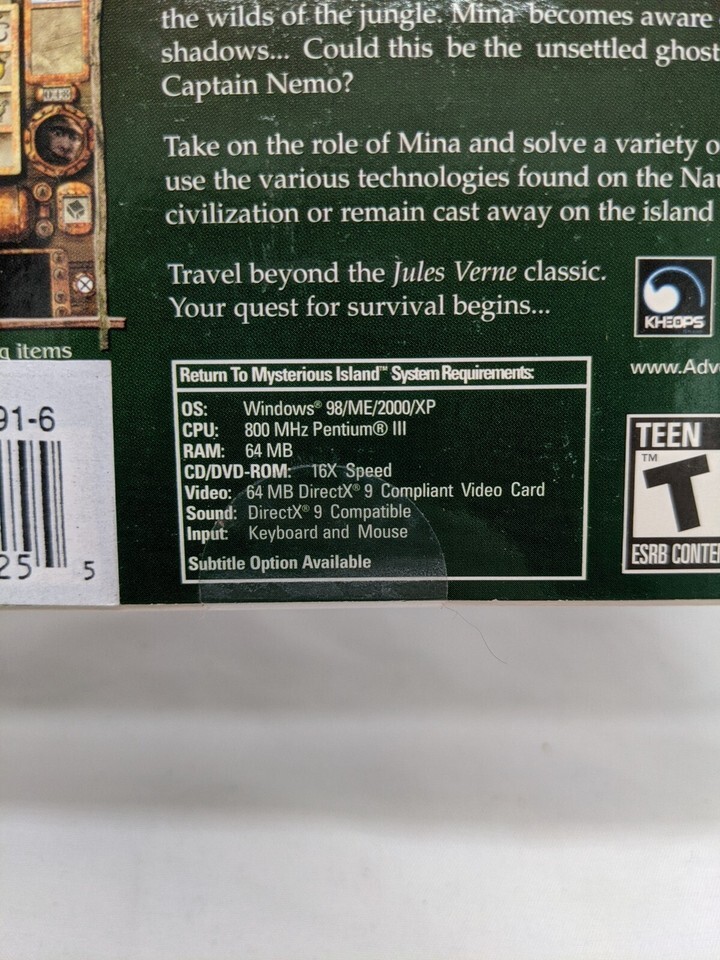 the wilds of the jungle. Mina becomes aware
shadows... Could this be the unsettled ghost
Captain Nemo?
Take on the role of Mina and solve a variety o
use the various technologies found on the Nau
civilization or remain cast away on the island
Travel beyond the Jules Verne classic.
Your quest for survival begins...
KHEOPS
g items
www.Adv
Return To Mysterious Island™ System Requirements:
OS: Windows® 98/ME/2000/XP
CPU: 800 MHz Pentium® III
RAM: 64 MB
CD/DVD-ROM: 16X Speed
Video: 64 MB DirectX® 9 Compliant Video Card
Sound: DirectX® 9 Compatible
Input: Keyboard and Mouse
Subtitle Option Available
91-6
25 5
TEEN
TM
T
ESRB CONTE